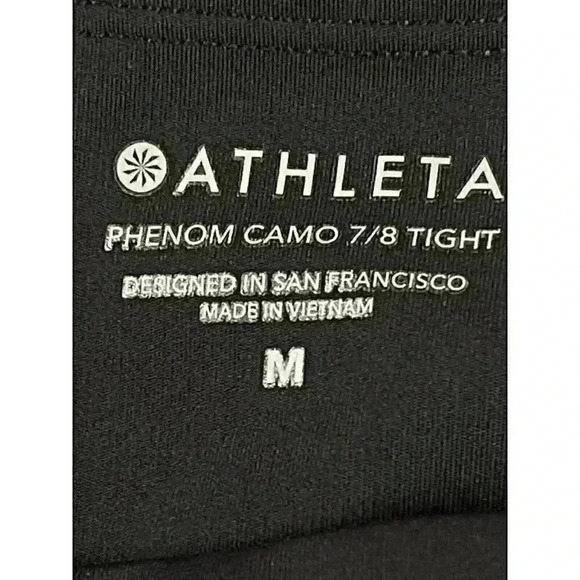 ATHLETA
PHENOM CAMO 7/8 TIGHT
DESIGNED IN SAN FRANCISCO
MADE IN VIETNAM
M